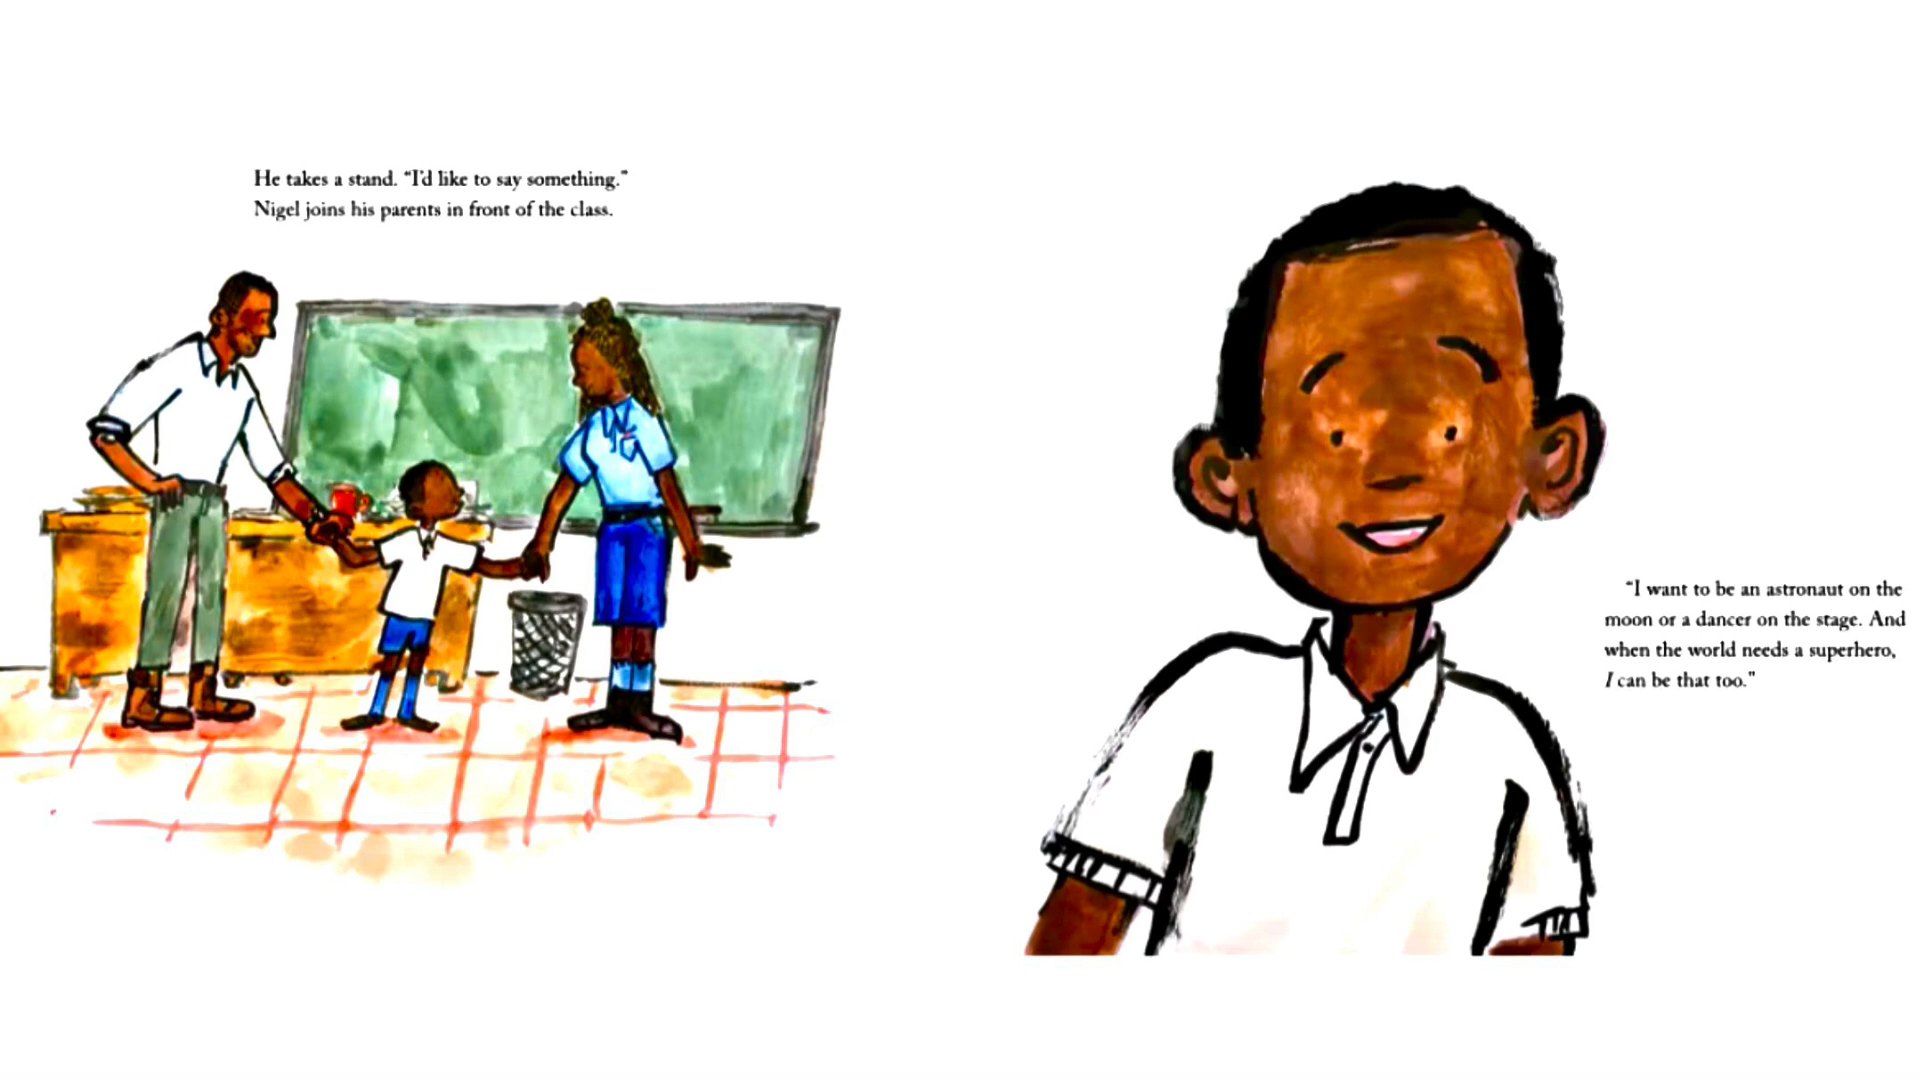 He takes a stand. “I’d like to say something.”
Nigel joins his parents in front of the class.
“I want to be an astronaut on the
moon or a dancer on the stage. And
when the world needs a superhero,
I can be that too.”